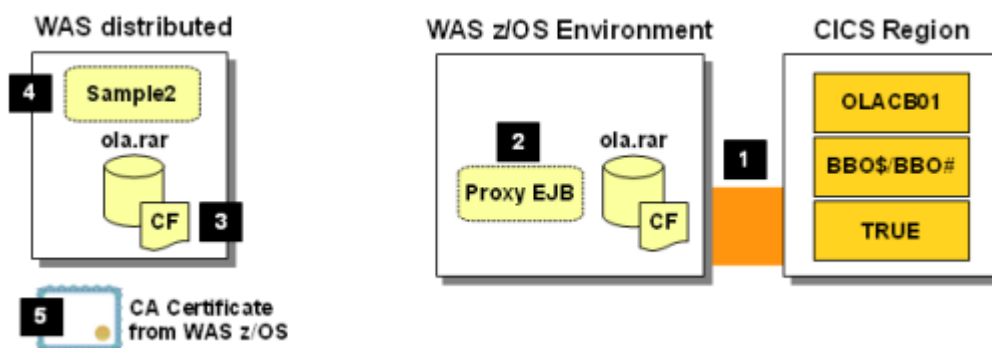 WAS distributed
4
Sample2
ola.rar
CF
3
5
CA Certificate
from WAS z/OS
WAS z/OS Environment
2
Proxy EJB
ola.rar
CF
1
CICS Region
OLACB01
BBO$/BBO#
TRUE